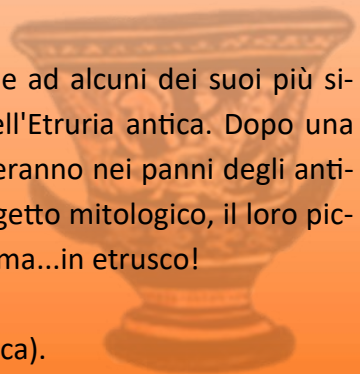 e ad alcuni dei suoi più si-
ell'Etruria antica. Dopo una
eranno nei panni degli anti-
getto mitologico, il loro pic-
ma...in etrusco!
ca).